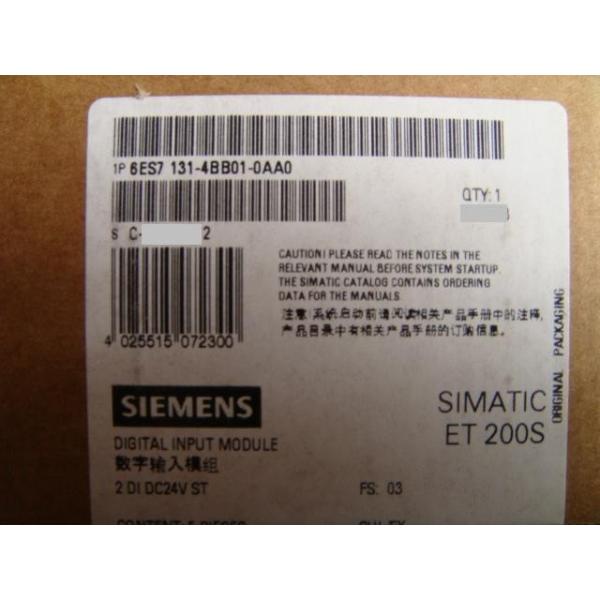 1P 6ES7 131-4BB01-0AA0
QTY: 1
S C- 2
CAUTION! PLEASE READ THE NOTES IN THE
RELEVANT MANUAL BEFORE SYSTEM STARTUP.
THE SIMATIC CATALOG CONTAINS ORDERING
DATA FOR THE MANUALS.
注意!系统启动前请阅读相关产品手册中的注释,
产品目录中有相关产品手册的订购信息。
4 025515 072300
ORIGINAL PACKAGING
SIEMENS
SIMATIC
ET 200S
DIGITAL INPUT MODULE
数字输入模组
2 DI DC24V ST
FS: 03
CONTENT: 5 PIECES